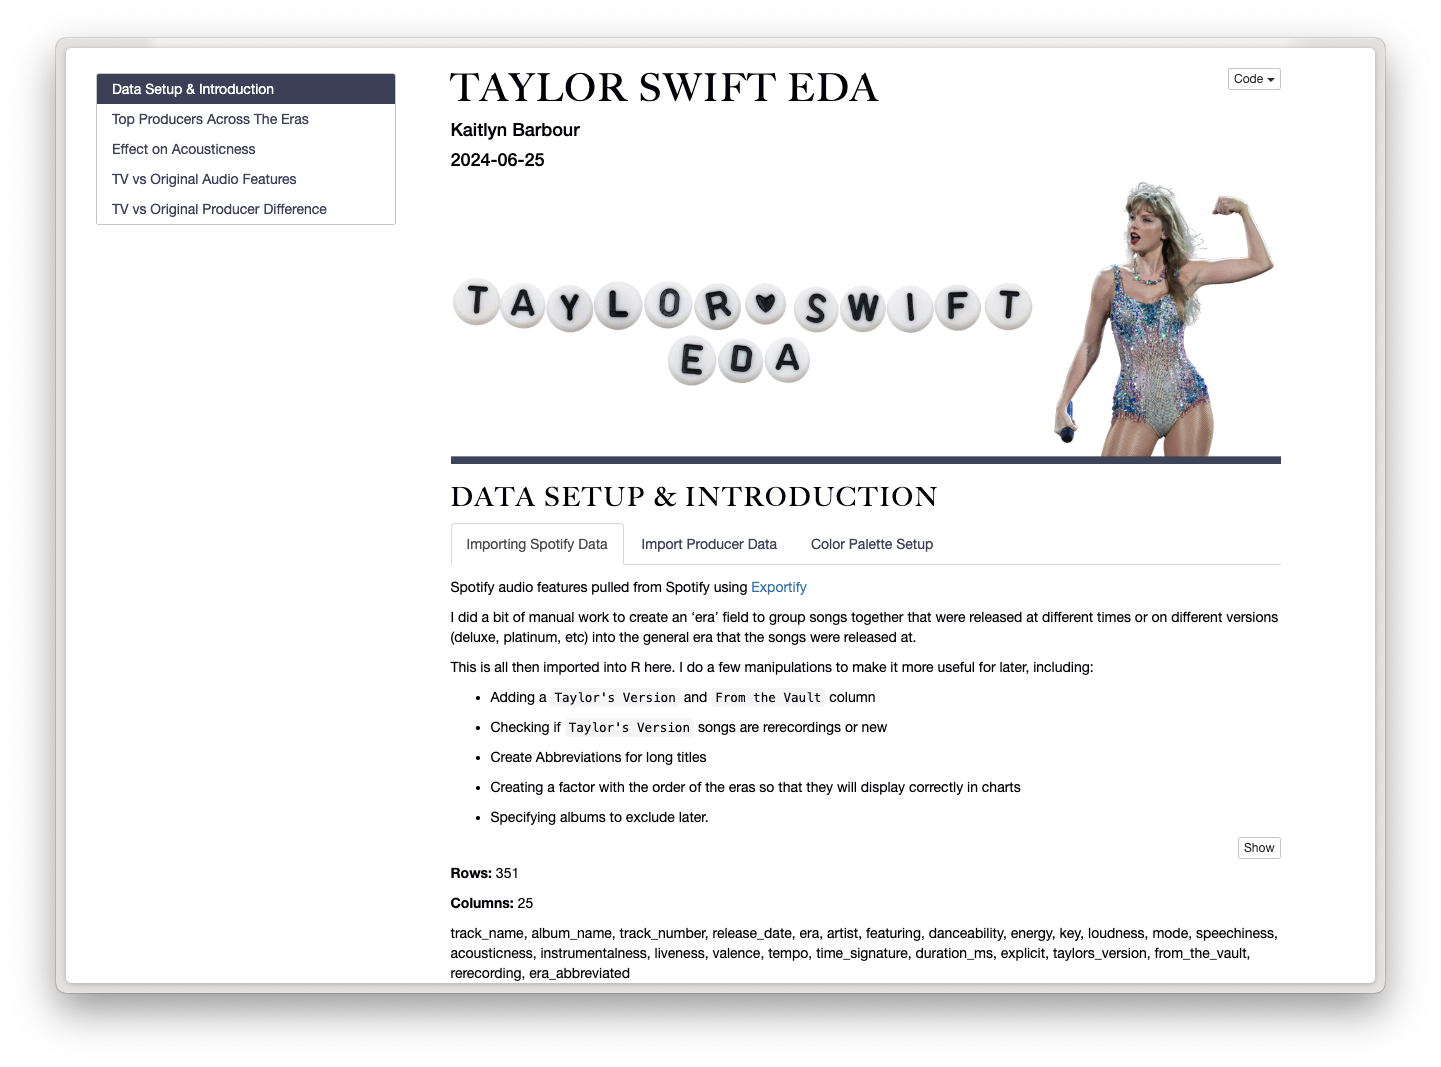 Data Setup & Introduction
Top Producers Across The Eras
Effect on Acousticness
TV vs Original Audio Features
TV vs Original Producer Difference
TAYLOR SWIFT EDA
Code
Kaitlyn Barbour
2024-06-25
TAYLOR SWIFT
EDA
DATA SETUP & INTRODUCTION
Importing Spotify Data
Import Producer Data
Color Palette Setup
Spotify audio features pulled from Spotify using Exportify
I did a bit of manual work to create an ‘era’ field to group songs together that were released at different times or on different versions
(deluxe, platinum, etc) into the general era that the songs were released at.
This is all then imported into R here. I do a few manipulations to make it more useful for later, including:
• Adding a Taylor's Version and From the Vault column
• Checking if Taylor's Version songs are rerecordings or new
• Create Abbreviations for long titles
• Creating a factor with the order of the eras so that they will display correctly in charts
• Specifying albums to exclude later.
Show
Rows: 351
Columns: 25
track_name, album_name, track_number, release_date, era, artist, featuring, danceability, energy, key, loudness, mode, speechiness,
acousticness, instrumentalness, liveness, valence, tempo, time_signature, duration_ms, explicit, taylors_version, from_the_vault,
rerecording, era_abbreviated